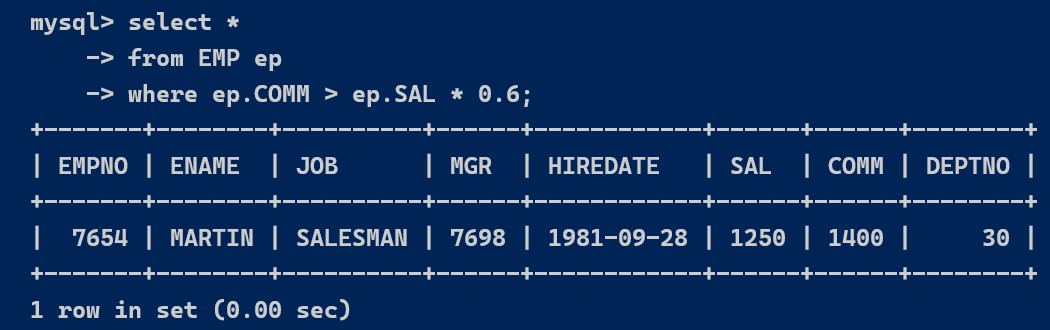 mysql> select *
    -> from EMP ep
    -> where ep.COMM > ep.SAL * 0.6;
+-------+--------+----------+------+------------+------+------+--------+
| EMPNO | ENAME  | JOB      | MGR  | HIREDATE   | SAL  | COMM | DEPTNO |
+-------+--------+----------+------+------------+------+------+--------+
|  7654 | MARTIN | SALESMAN | 7698 | 1981-09-28 | 1250 | 1400 |     30 |
+-------+--------+----------+------+------------+------+------+--------+
1 row in set (0.00 sec)